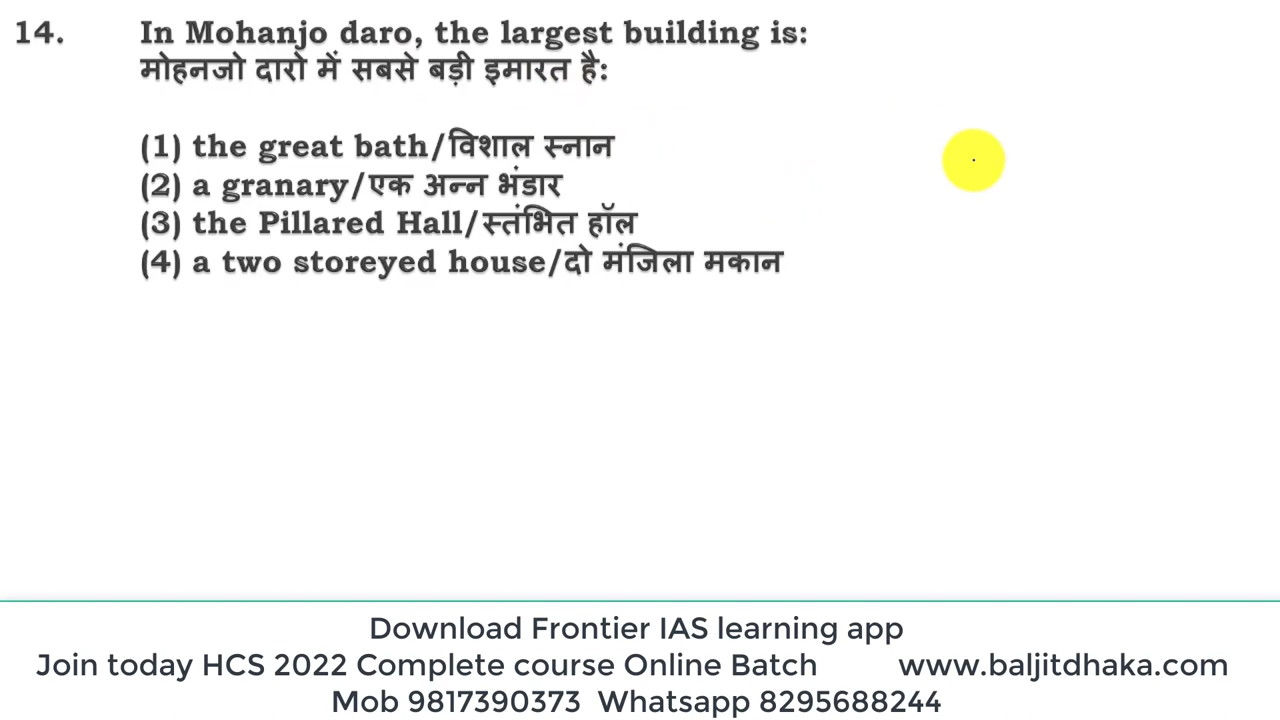 14. In Mohanjo daro, the largest building is:
मोहनजो दारो में सबसे बड़ी इमारत है:
(1) the great bath/विशाल स्नान
(2) a granary/एक अन्न भंडार
(3) the Pillared Hall/स्तंभित हॉल
(4) a two storeyed house/दो मंजिला मकान
Download Frontier IAS learning app
Join today HCS 2022 Complete course Online Batch www.baljitdhaka.com
Mob 9817390373 Whatsapp 8295688244